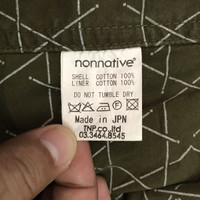 nonnative®
SHELL COTTON 100%
LINER COTTON 100%
DO NOT TUMBLE DRY
Made in JPN
TNP.co.,ltd
03.3464.8545